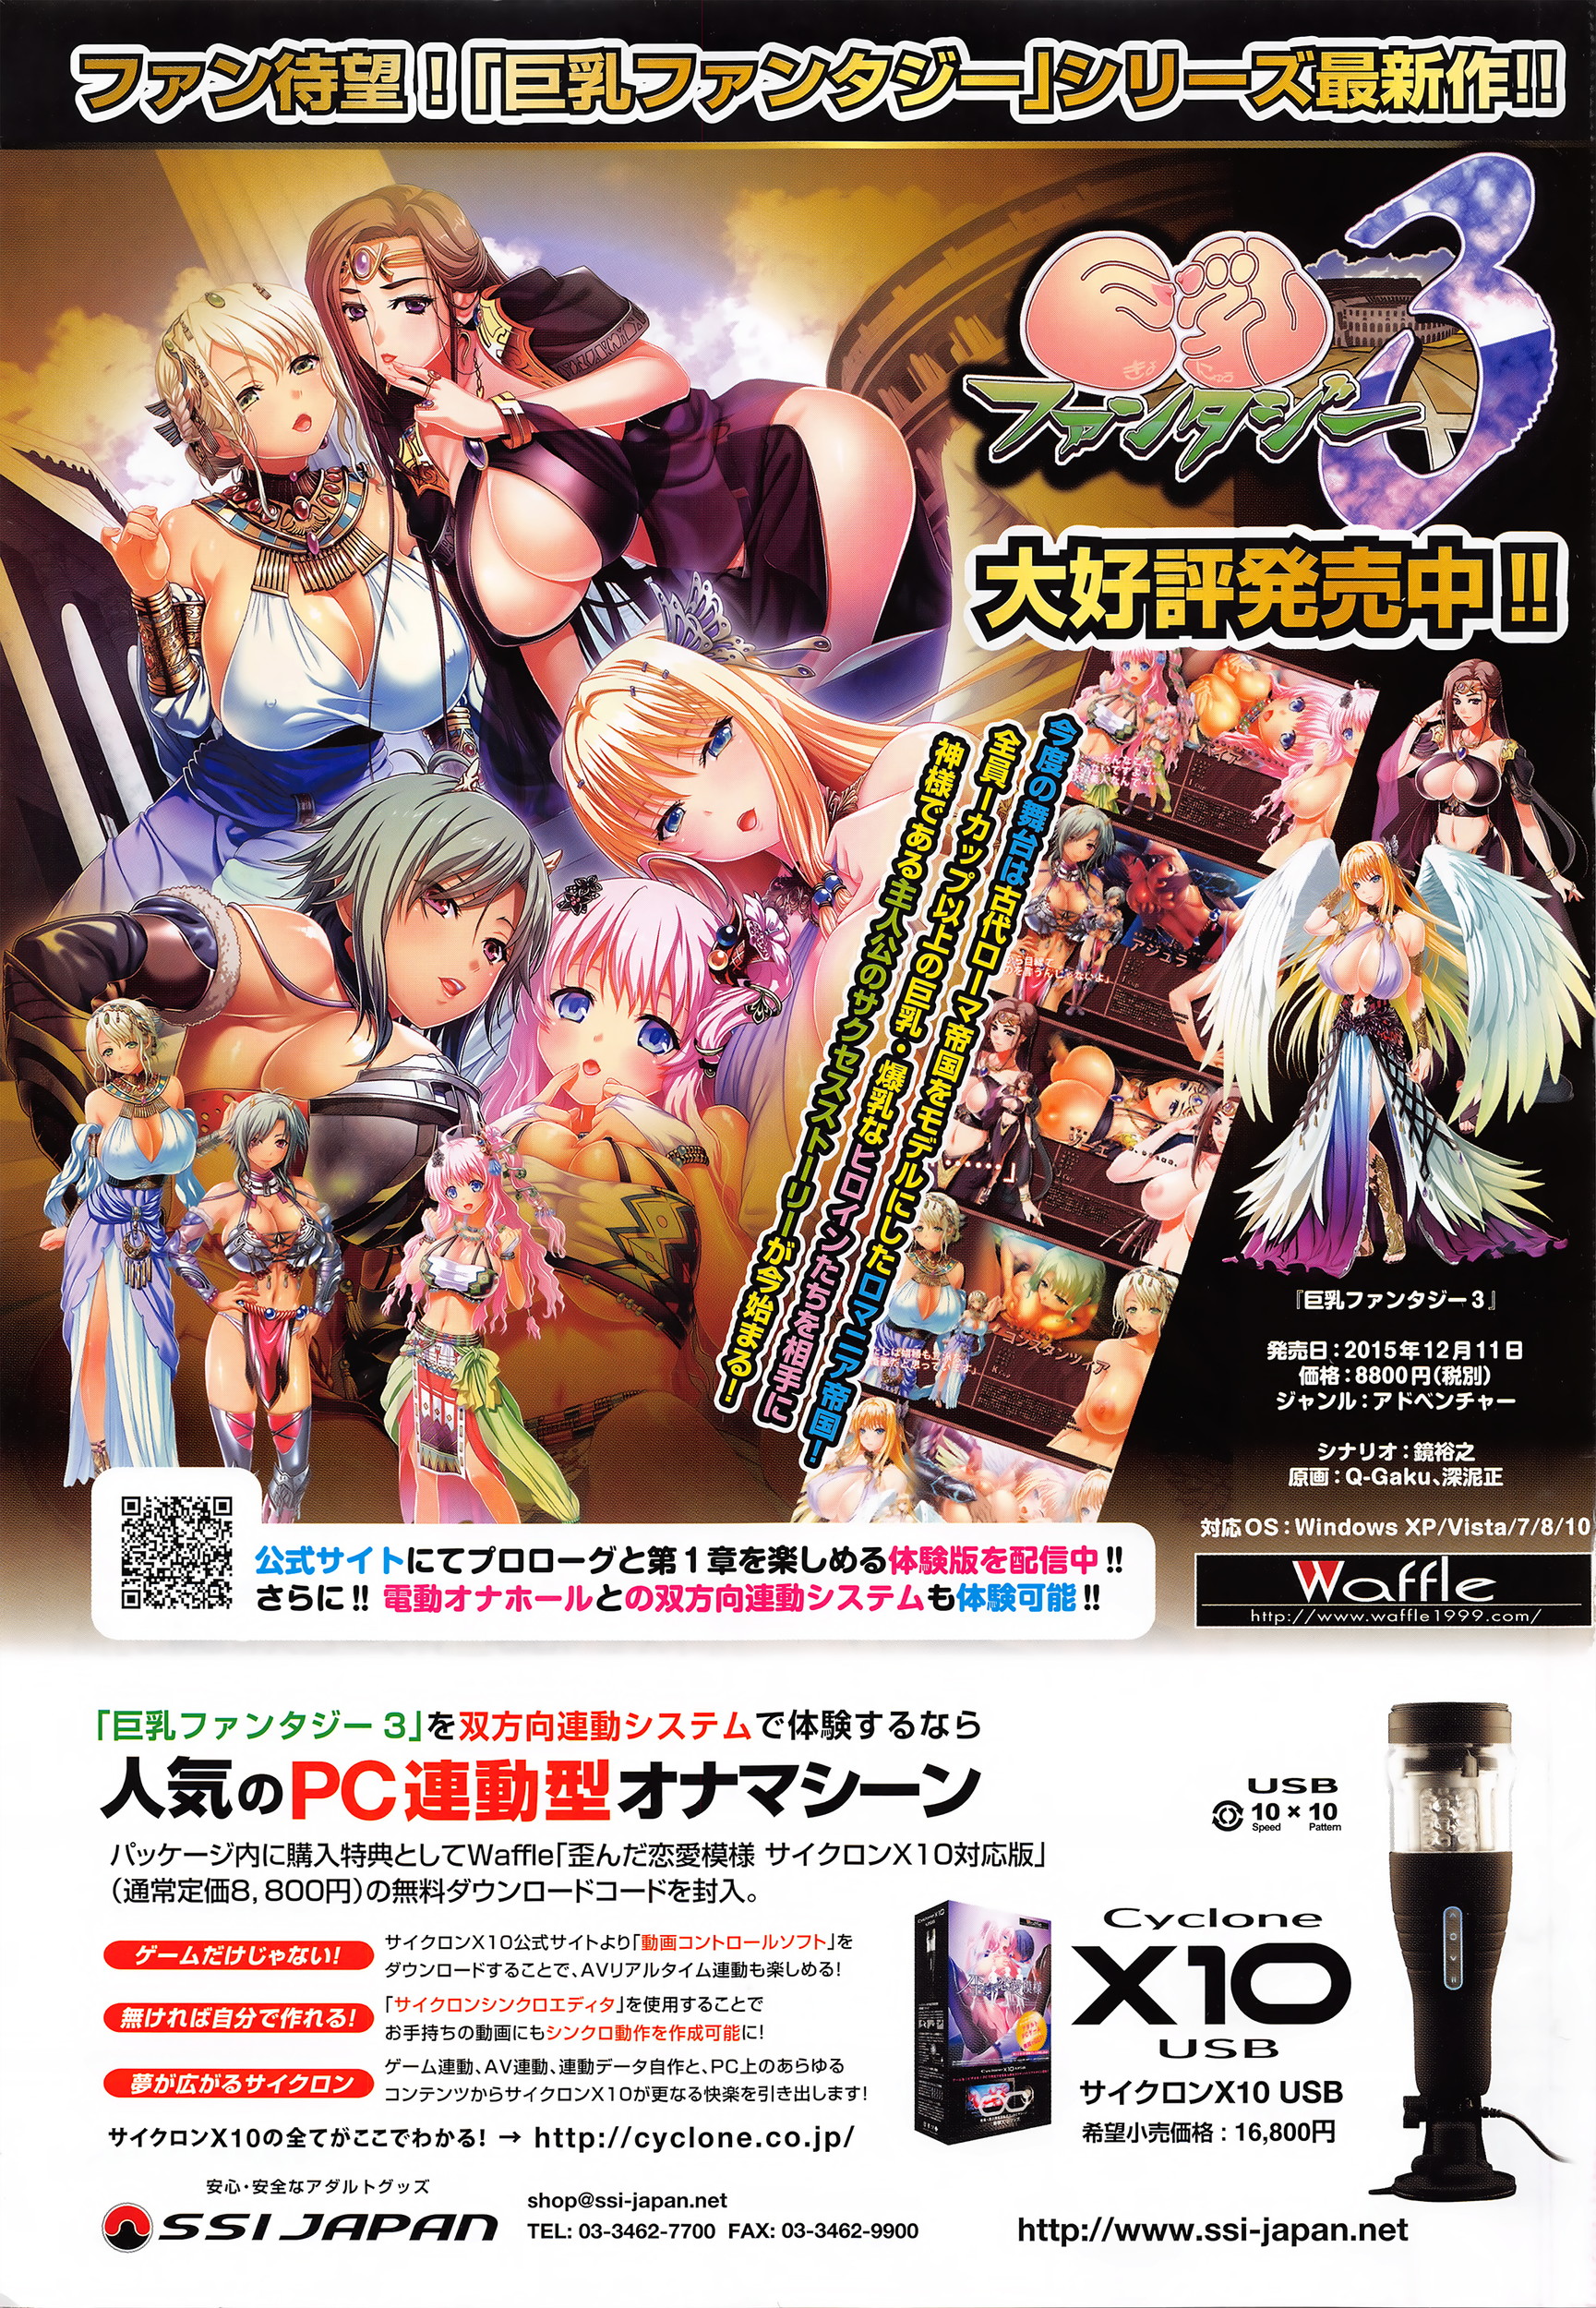 ファン待望!「巨乳ファンタジー」シリーズ最新作!!
巨乳
きょ にゅう
ファンタジー3
大好評発売中!!
今度の舞台は古代ローマ帝国をモデルにしたロマニア帝国!
全員Iカップ以上の巨乳・爆乳なヒロインたちを相手に
神様である主人公のサクセスストーリーが今始まる!
アシュラ
コンスタンツィア
『巨乳ファンタジー3』
発売日:2015年12月11日
価格:8800円(税別)
ジャンル:アドベンチャー
シナリオ:鏡裕之
原画:Q-Gaku、深泥正
対応OS:Windows XP/Vista/7/8/10
Waffle
http://www.waffle1999.com/
公式サイトにてプロローグと第1章を楽しめる体験版を配信中!!
さらに!! 電動オナホールとの双方向連動システムも体験可能!!
「巨乳ファンタジー3」を双方向連動システムで体験するなら
人気のPC連動型オナマシーン
パッケージ内に購入特典としてWaffle「歪んだ恋愛模様 サイクロンX10対応版」
(通常定価8,800円)の無料ダウンロードコードを封入。
ゲームだけじゃない!
サイクロンX10公式サイトより「動画コントロールソフト」を
ダウンロードすることで、AVリアルタイム連動も楽しめる!
無ければ自分で作れる!
「サイクロンシンクロエディタ」を使用することで
お手持ちの動画にもシンクロ動作を作成可能に!
夢が広がるサイクロン
ゲーム連動、AV連動、連動データ自作と、PC上のあらゆる
コンテンツからサイクロンX10が更なる快楽を引き出します!
サイクロンX10の全てがここでわかる! → http://cyclone.co.jp/
USB
10 × 10
Speed Pattern
Cyclone
X10
USB
サイクロンX10 USB
希望小売価格:16,800円
安心・安全なアダルトグッズ
SSI JAPAN
shop@ssi-japan.net
TEL: 03-3462-7700 FAX: 03-3462-9900
http://www.ssi-japan.net